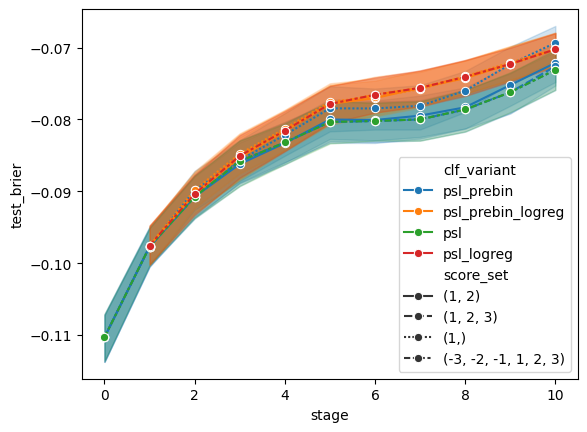 −0.07
−0.08
−0.09
−0.10
−0.11
test_brier
clf_variant
psl_prebin
psl_prebin_logreg
psl
psl_logreg
score_set
(1, 2)
(1, 2, 3)
(1,)
(-3, -2, -1, 1, 2, 3)
0 2 4 6 8 10
stage